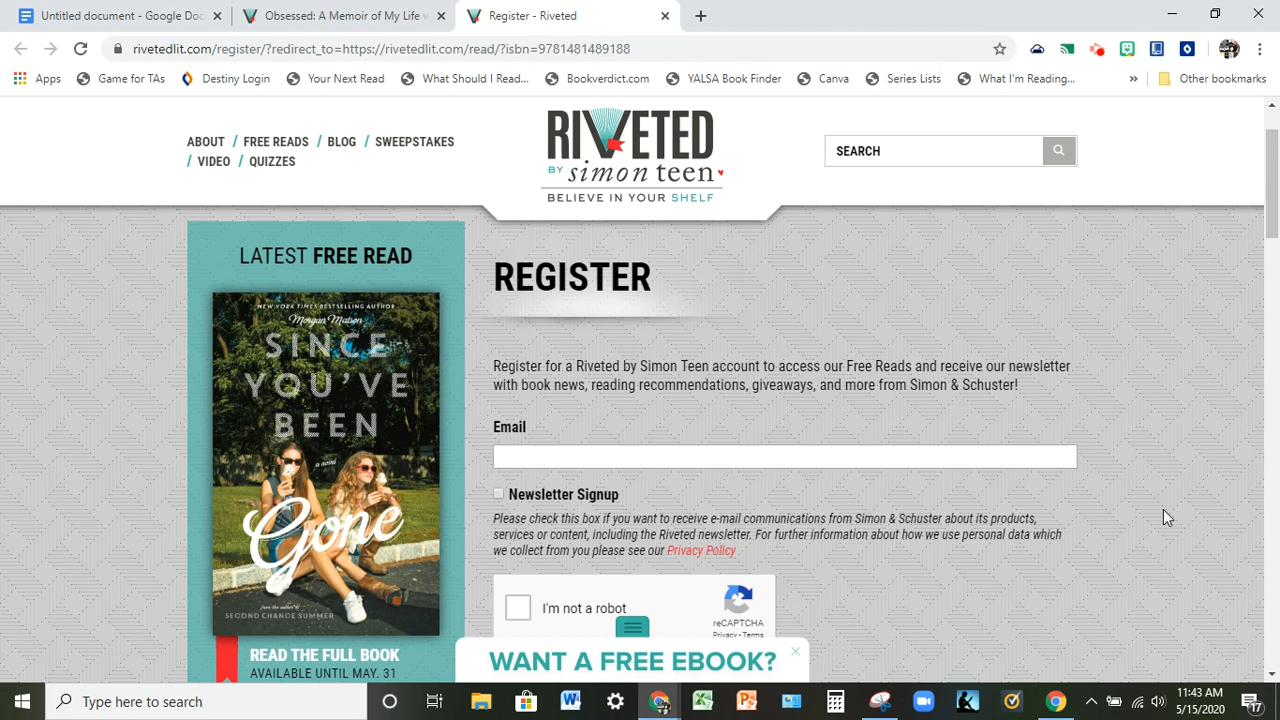 Untitled document - Google Doc
Obsessed: A Memoir of My Life w
Register - Riveted
rivetedlit.com/register/?redirect_to=https://rivetedlit.com/read/?isbn=9781481489188
Apps
Game for TAs
Destiny Login
Your Next Read
What Should I Read...
Bookverdict.com
YALSA Book Finder
Canva
Series Lists
What I'm Reading...
»
Other bookmarks
ABOUT / FREE READS / BLOG / SWEEPSTAKES
/ VIDEO / QUIZZES
RIVETED
BY simon teen
BELIEVE IN YOUR SHELF
SEARCH
LATEST FREE READ
NEW YORK TIMES BESTSELLING AUTHOR
Morgan Matson
SINCE
YOU'VE
BEEN
a novel
Gone
from the author of
SECOND CHANCE SUMMER
READ THE FULL BOOK
AVAILABLE UNTIL MAY. 31
REGISTER
Register for a Riveted by Simon Teen account to access our Free Reads and receive our newsletter
with book news, reading recommendations, giveaways, and more from Simon & Schuster!
Email
Newsletter Signup
Please check this box if you want to receive e-mail communications from Simon & Schuster about its products,
services or content, including the Riveted newsletter. For further information about how we use personal data which
we collect from you please see our Privacy Policy
I'm not a robot
reCAPTCHA
Privacy - Terms
WANT A FREE EBOOK?
Type here to search
11:43 AM
5/15/2020
17